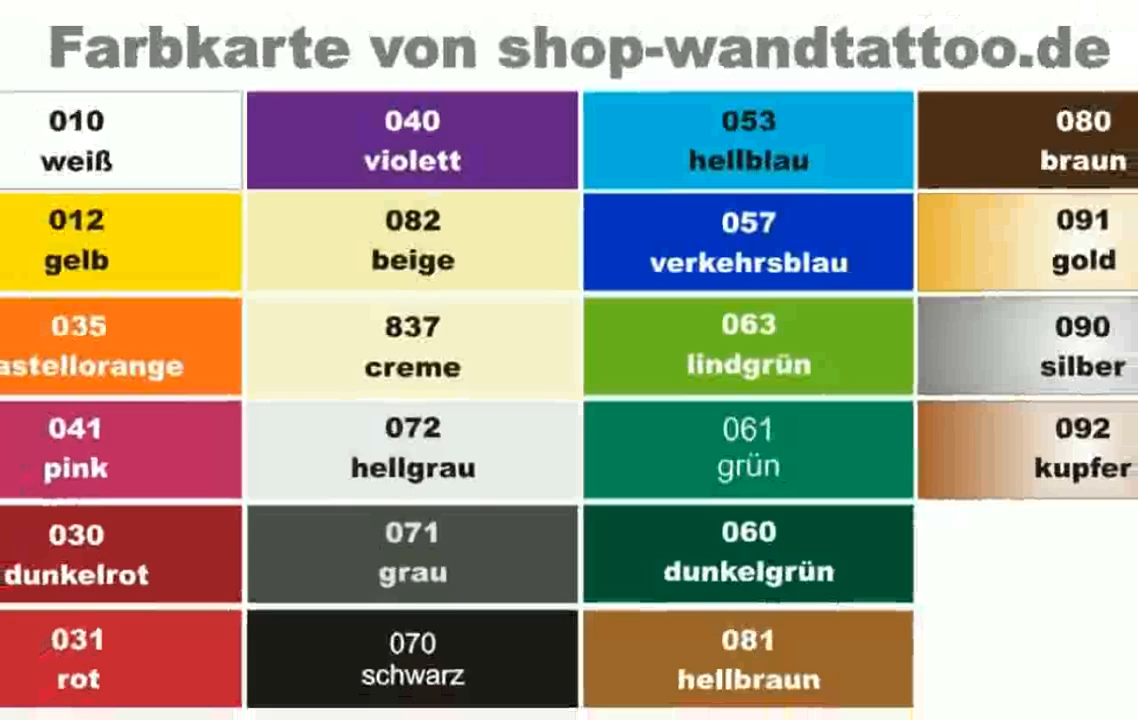 Farbkarte von shop-wandtattoo.de
010
weiß
040
violett
053
hellblau
080
braun
012
gelb
082
beige
057
verkehrsblau
091
gold
035
astellorange
837
creme
063
lindgrün
090
silber
041
pink
072
hellgrau
061
grün
092
kupfer
030
dunkelrot
071
grau
060
dunkelgrün
031
rot
070
schwarz
081
hellbraun